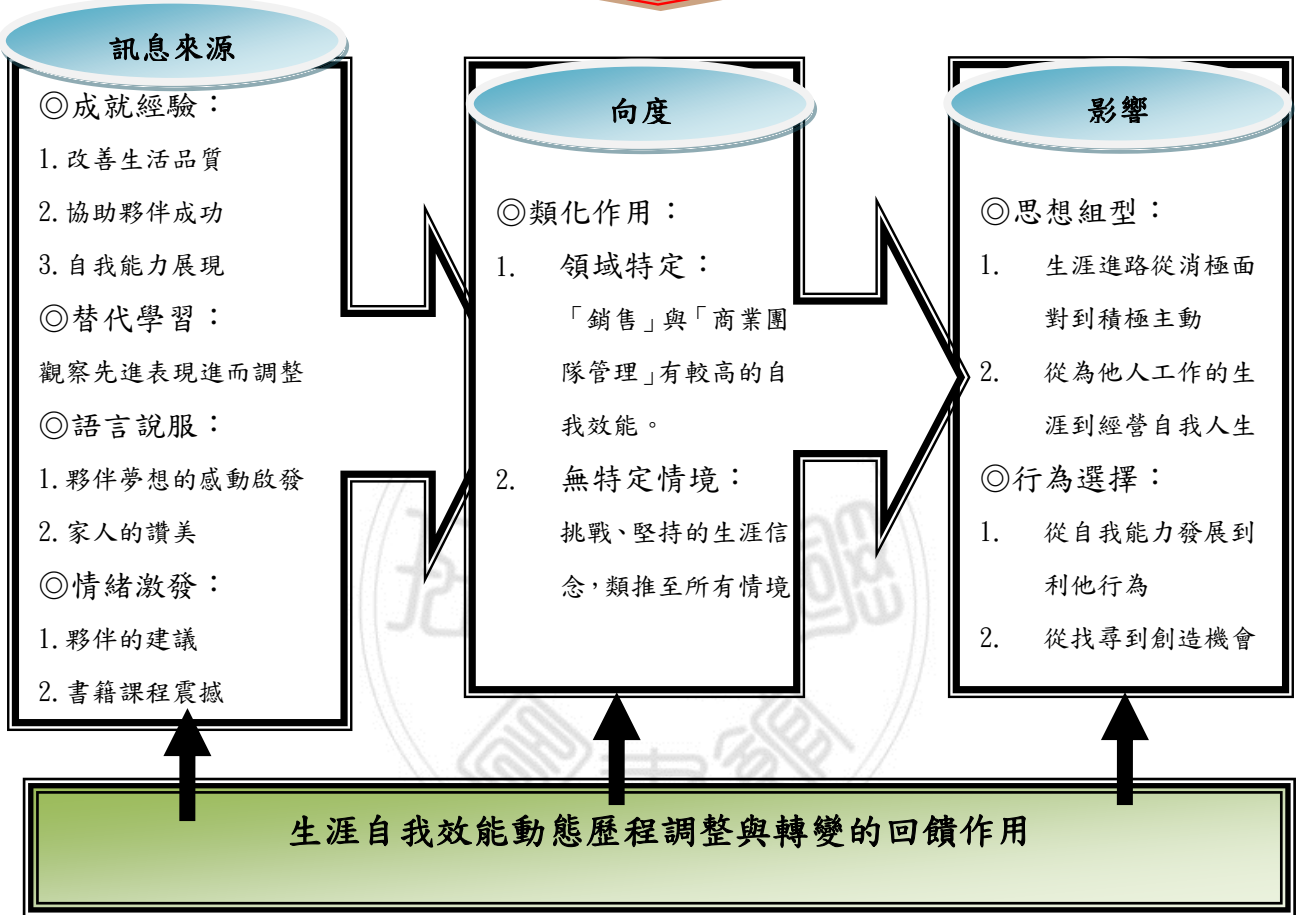 訊息來源
◎成就經驗：
1.改善生活品質
2.協助夥伴成功
3.自我能力展現
◎替代學習：
觀察先進表現進而調整
◎語言說服：
1.夥伴夢想的感動啟發
2.家人的讚美
◎情緒激發：
1.夥伴的建議
2.書籍課程震撼
向度
◎類化作用：
1. 領域特定：
「銷售」與「商業團
隊管理」有較高的自
我效能。
2. 無特定情境：
挑戰、堅持的生涯信
念，類推至所有情境
影響
◎思想組型：
1. 生涯進路從消極面
對到積極主動
2. 從為他人工作的生
涯到經營自我人生
◎行為選擇：
1. 從自我能力發展到
利他行為
2. 從找尋到創造機會
生涯自我效能動態歷程調整與轉變的回饋作用